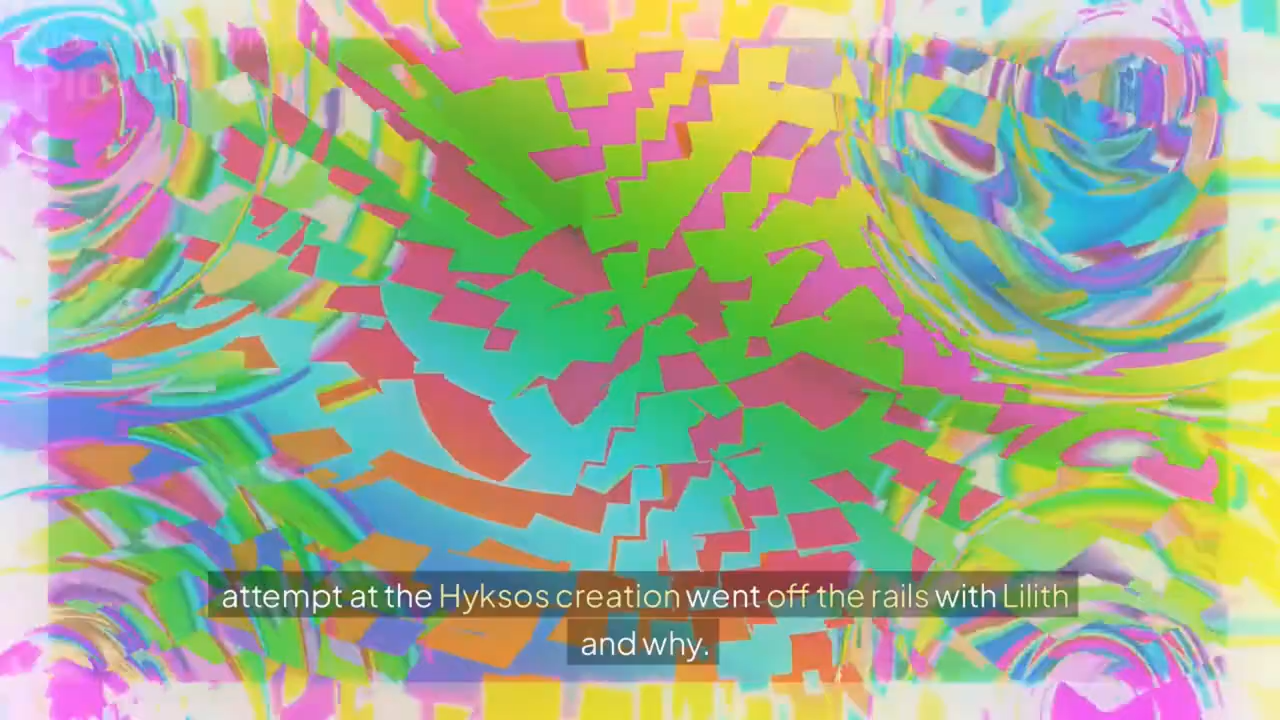 attempt at the Hyksos creation went off the rails with Lilith
and why.